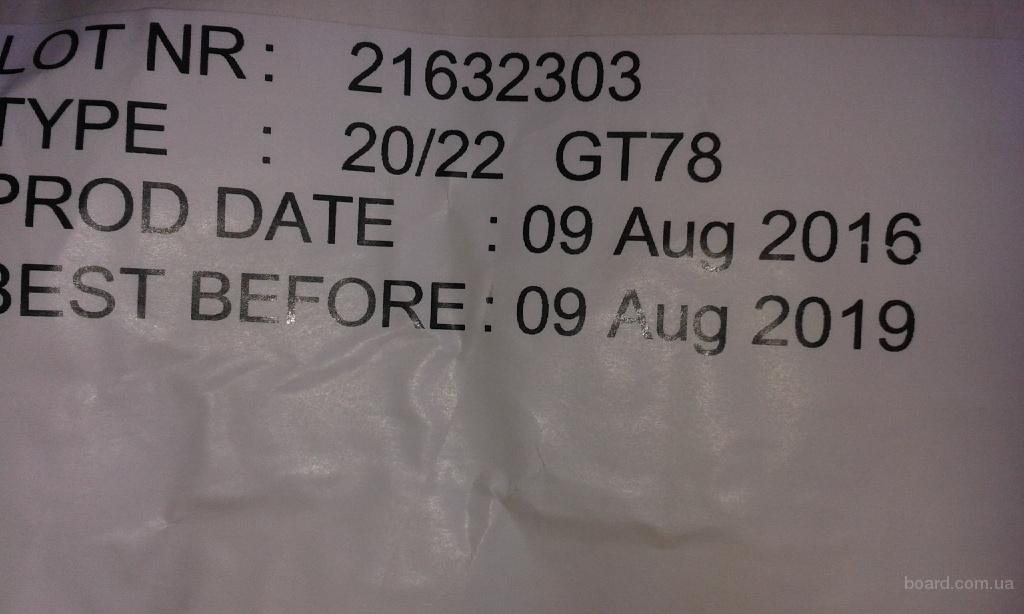 LOT NR : 21632303
TYPE : 20/22 GT78
PROD DATE : 09 Aug 2016
BEST BEFORE : 09 Aug 2019
board.com.ua